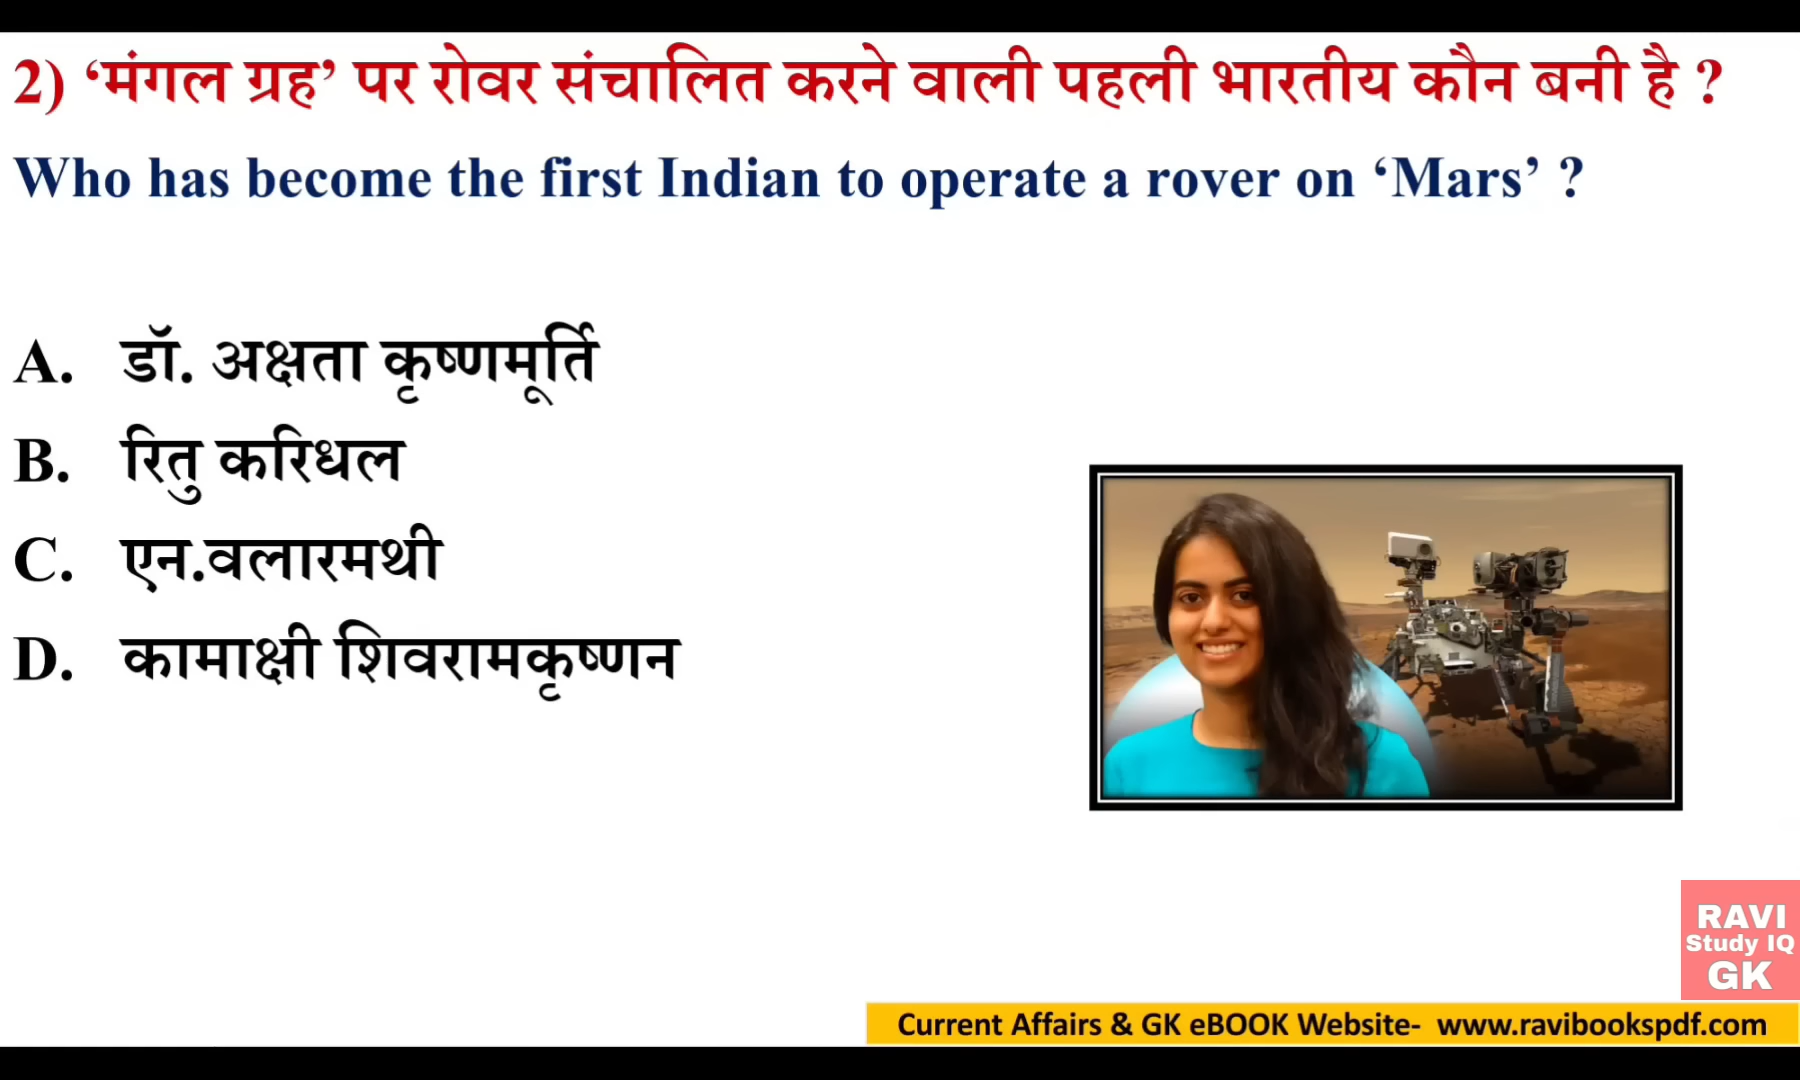 2) ‘मंगल ग्रह’ पर रोवर संचालित करने वाली पहली भारतीय कौन बनी है ?
Who has become the first Indian to operate a rover on ‘Mars’ ?
A. डॉ. अक्षता कृष्णमूर्ति
B. रितु करिधल
C. एन.वलारमथी
D. कामाक्षी शिवरामकृष्णन
RAVI
Study IQ
GK
Current Affairs & GK eBOOK Website- www.ravibookspdf.com